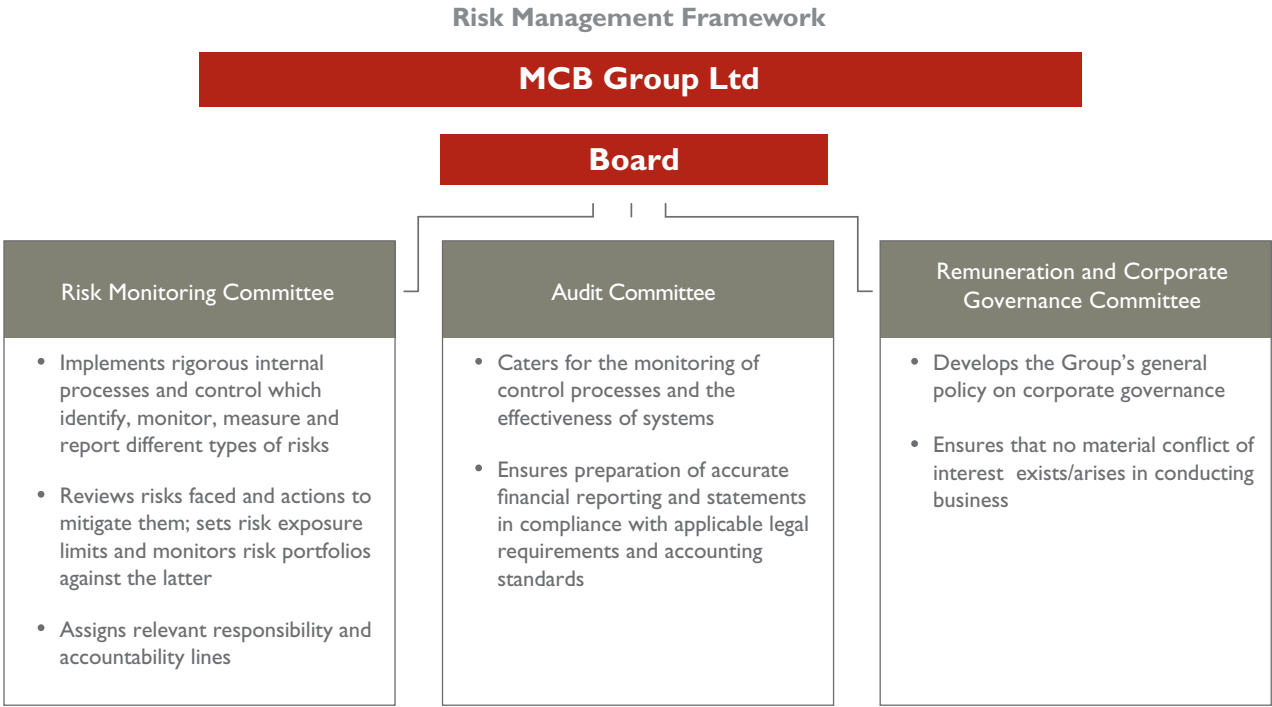 Risk Management Framework
MCB Group Ltd
Board
Risk Monitoring Committee
• Implements rigorous internal
processes and control which
identify, monitor, measure and
report different types of risks
• Reviews risks faced and actions to
mitigate them; sets risk exposure
limits and monitors risk portfolios
against the latter
• Assigns relevant responsibility and
accountability lines
Audit Committee
• Caters for the monitoring of
control processes and the
effectiveness of systems
• Ensures preparation of accurate
financial reporting and statements
in compliance with applicable legal
requirements and accounting
standards
Remuneration and Corporate
Governance Committee
• Develops the Group’s general
policy on corporate governance
• Ensures that no material conflict of
interest exists/arises in conducting
business